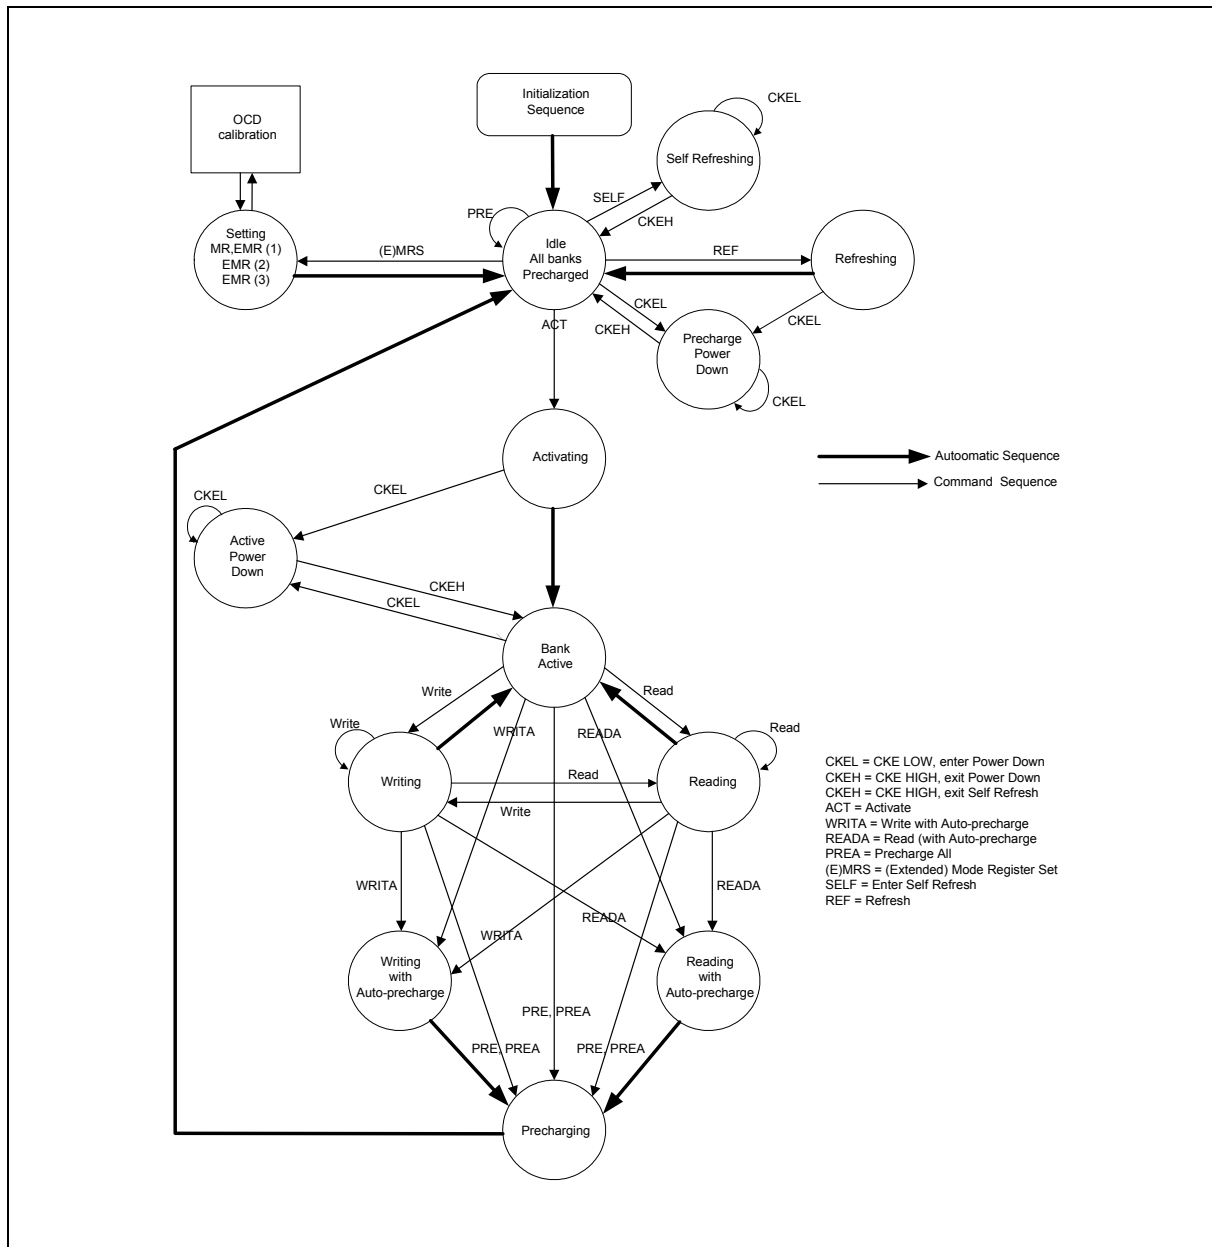 Initialization
Sequence
CKEL
OCD
calibration
Self Refreshing
SELF
PRE
CKEH
Setting
MR,EMR (1)
EMR (2)
EMR (3)
(E)MRS
Idle
All banks
Precharged
REF
Refreshing
CKEL
CKEH
CKEL
ACT
Precharge
Power
Down
CKEL
Activating
Autoomatic Sequence
Command Sequence
CKEL
CKEL
Active
Power
Down
CKEH
CKEL
Bank
Active
Write
Read
Write
WRITA
READA
Read
Writing
Read
Reading
Write
CKEL = CKE LOW, enter Power Down
CKEH = CKE HIGH, exit Power Down
CKEH = CKE HIGH, exit Self Refresh
ACT = Activate
WRITA = Write with Auto-precharge
READA = Read (with Auto-precharge
PREA = Precharge All
(E)MRS = (Extended) Mode Register Set
SELF = Enter Self Refresh
REF = Refresh
WRITA
READA
READA
WRITA
Writing
with
Auto-precharge
Reading
with
Auto-precharge
PRE, PREA
PRE, PREA
PRE, PREA
Precharging